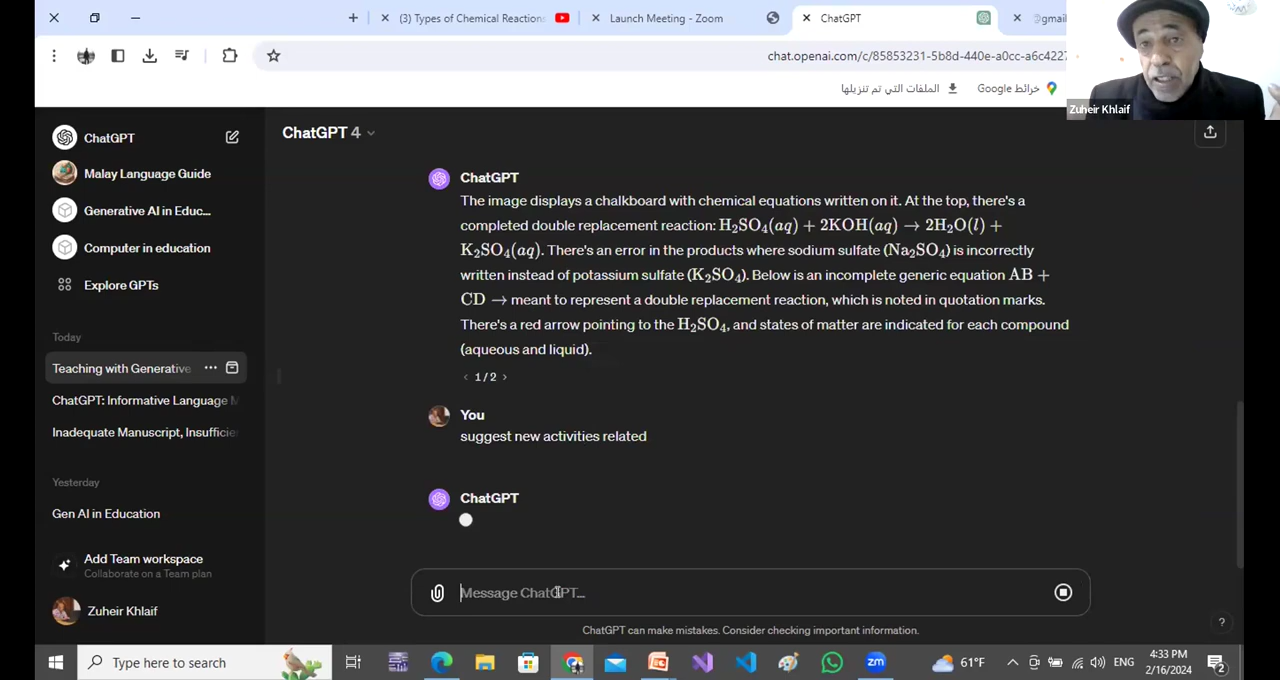 (3) Types of Chemical Reactions
Launch Meeting - Zoom
ChatGPT
@gmai
chat.openai.com/c/85853231-5b8d-440e-a0cc-a6c4227
الملفات التي تم تنزيلها
خرائط Google
Zuheir Khlaif
ChatGPT
Malay Language Guide
Generative AI in Educ...
Computer in education
Explore GPTs
Today
Teaching with Generative
ChatGPT: Informative Language M
Inadequate Manuscript, Insufficie
Yesterday
Gen AI in Education
Add Team workspace
Collaborate on a Team plan
Zuheir Khlaif
ChatGPT 4
ChatGPT
The image displays a chalkboard with chemical equations written on it. At the top, there's a
completed double replacement reaction: H₂SO₄(aq) + 2KOH(aq) → 2H₂O(l) +
K₂SO₄(aq). There's an error in the products where sodium sulfate (Na₂SO₄) is incorrectly
written instead of potassium sulfate (K₂SO₄). Below is an incomplete generic equation AB +
CD → meant to represent a double replacement reaction, which is noted in quotation marks.
There's a red arrow pointing to the H₂SO₄, and states of matter are indicated for each compound
(aqueous and liquid).
1/2
You
suggest new activities related
ChatGPT
Message ChatGPT...
ChatGPT can make mistakes. Consider checking important information.
?
Type here to search
zm
61°F
ENG
4:33 PM
2/16/2024
2